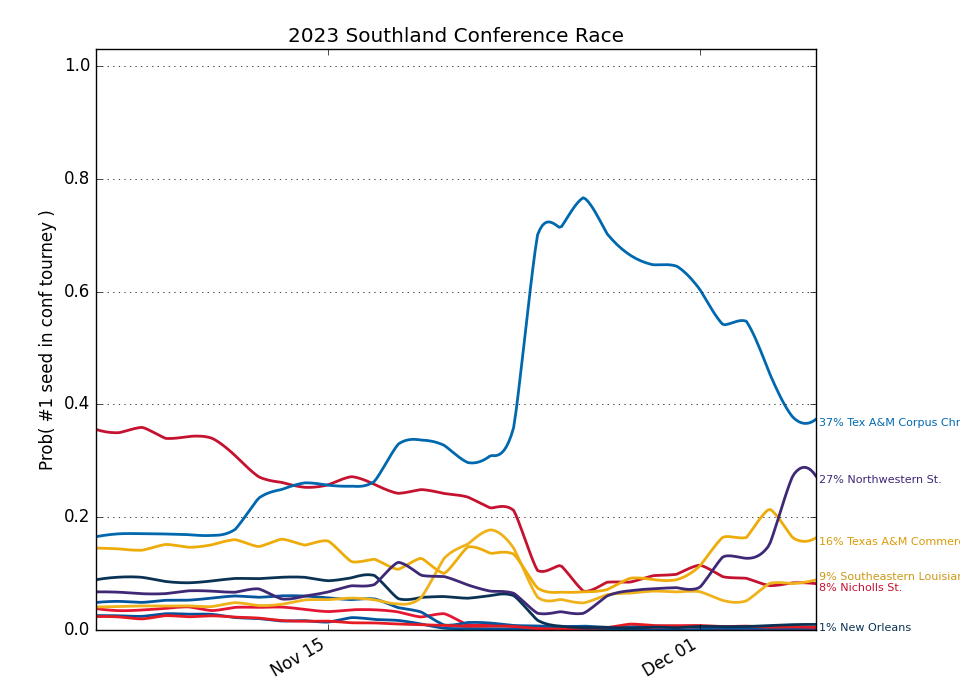 2023 Southland Conference Race
Prob( #1 seed in conf tourney )
1.0
0.8
0.6
0.4
0.2
0.0
Nov 15
Dec 01
37% Tex A&M Corpus Chr
27% Northwestern St.
16% Texas A&M Commerc
9% Southeastern Louisian
8% Nicholls St.
1% New Orleans